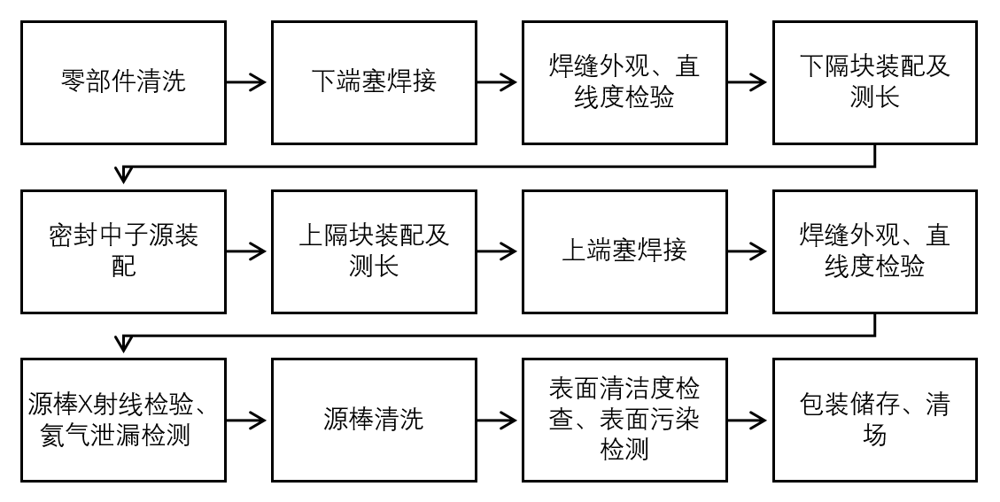 零部件清洗
下端塞焊接
焊缝外观、直
线度检验
下隔块装配及
测长
密封中子源装
配
上隔块装配及
测长
上端塞焊接
焊缝外观、直
线度检验
源棒X射线检验、
氦气泄漏检测
源棒清洗
表面清洁度检
查、表面污染
检测
包装储存、清
场